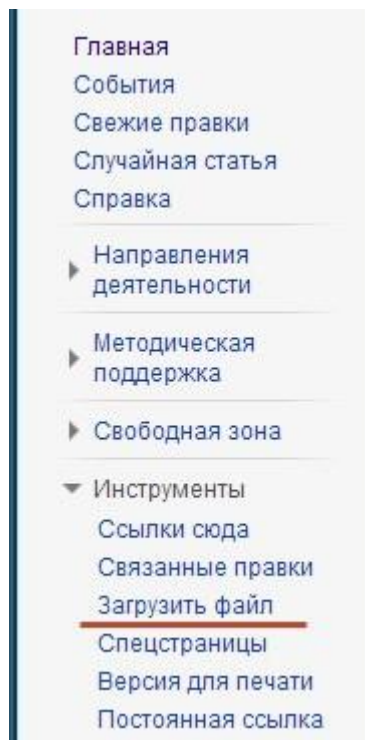 Главная
События
Свежие правки
Случайная статья
Справка
Направления
деятельности
Методическая
поддержка
Свободная зона
Инструменты
Ссылки сюда
Связанные правки
Загрузить файл
Спецстраницы
Версия для печати
Постоянная ссылка